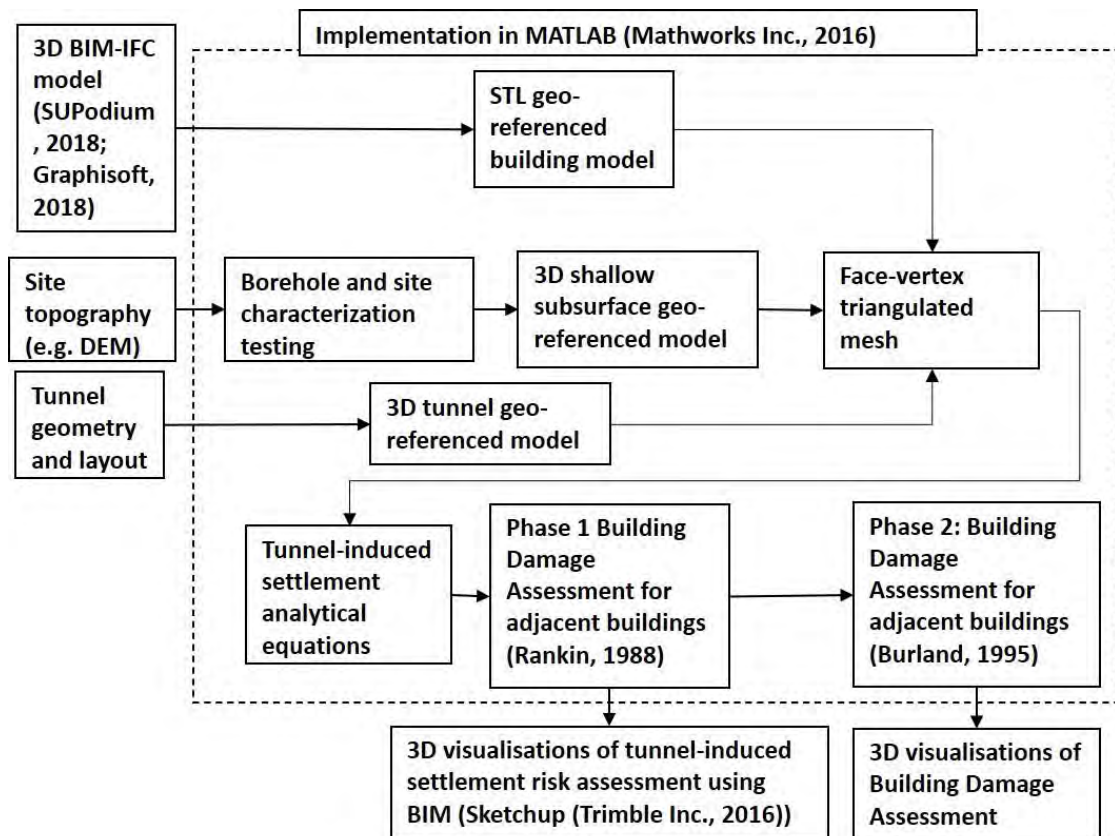 Implementation in MATLAB (Mathworks Inc., 2016)
3D BIM-IFC
model
(SUPodium
, 2018;
Graphisoft,
2018)
STL geo-
referenced
building model
Site
topography
(e.g. DEM)
Borehole and site
characterization
testing
3D shallow
subsurface geo-
referenced model
Face-vertex
triangulated
mesh
Tunnel
geometry
and layout
3D tunnel geo-
referenced model
Tunnel-induced
settlement
analytical
equations
Phase 1 Building
Damage
Assessment for
adjacent buildings
(Rankin, 1988)
Phase 2: Building
Damage
Assessment for
adjacent buildings
(Burland, 1995)
3D visualisations of tunnel-induced
settlement risk assessment using
BIM (Sketchup (Trimble Inc., 2016))
3D visualisations of
Building Damage
Assessment